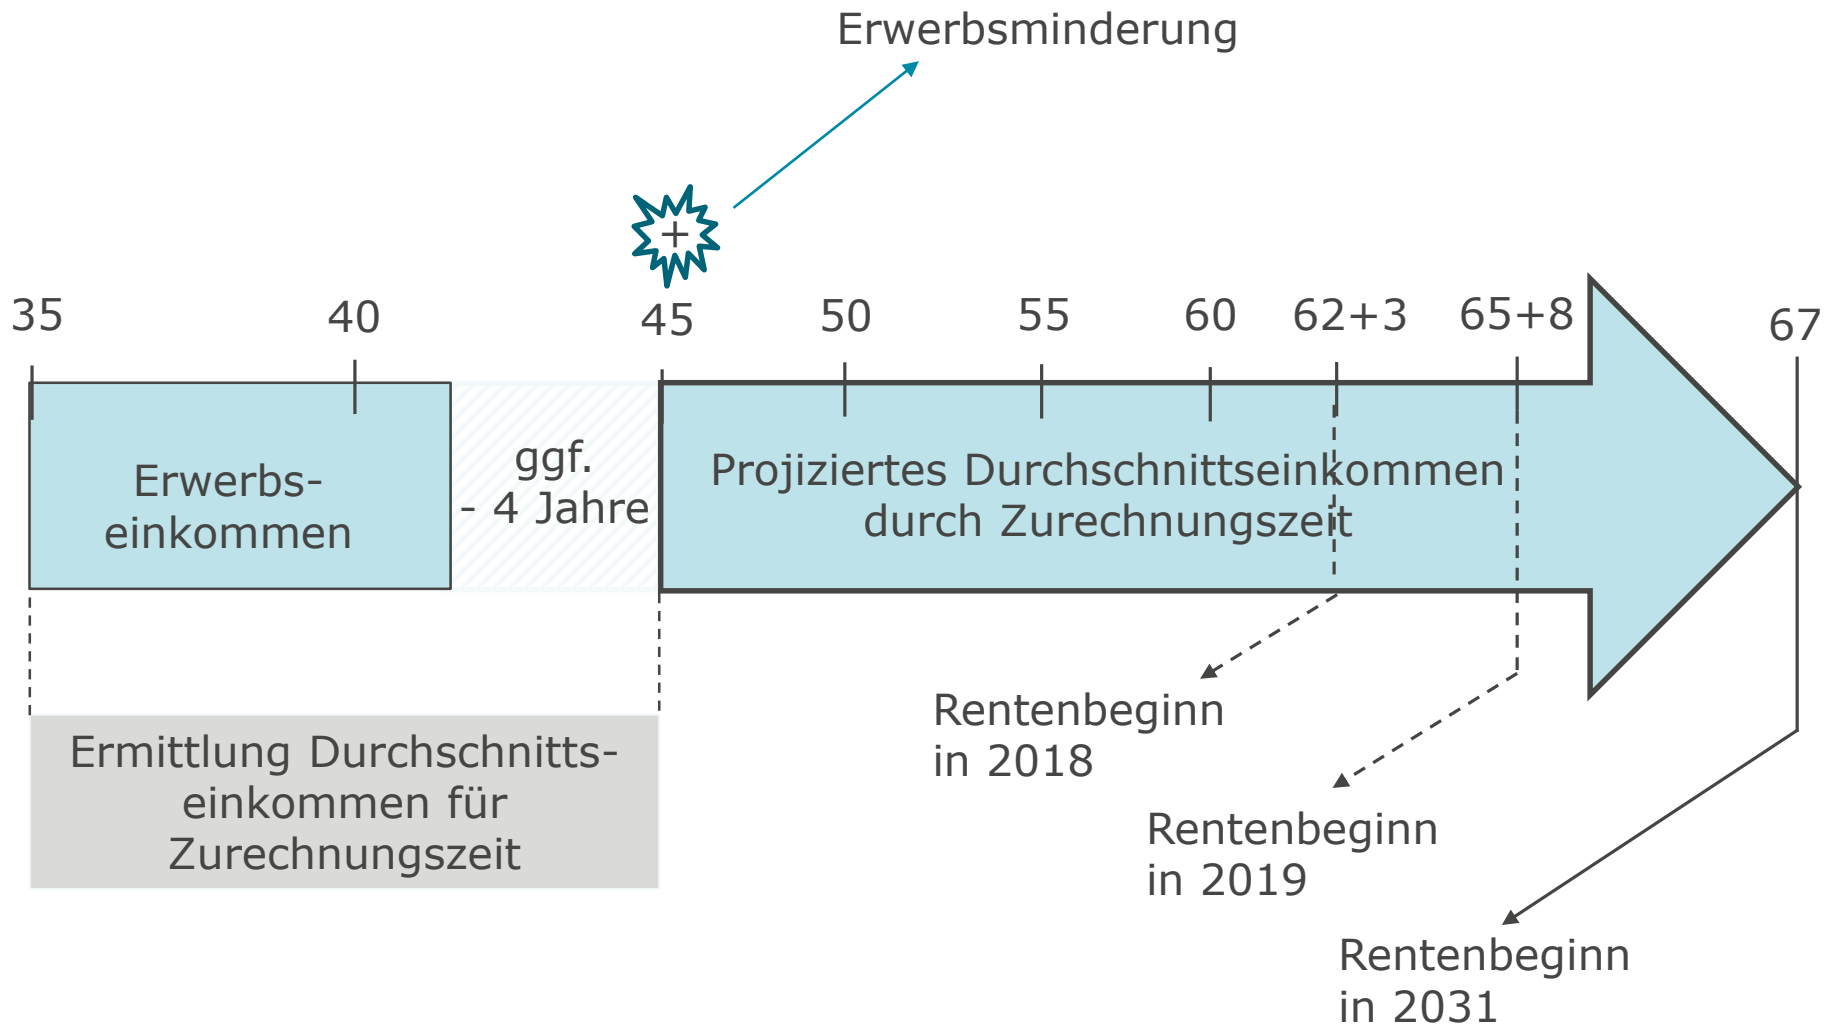 Erwerbsminderung
+
35
40
45
50
55
60
62+3
65+8
67
Erwerbs-
einkommen
ggf.
- 4 Jahre
Projiziertes Durchschnittseinkommen
durch Zurechnungszeit
Ermittlung Durchschnitts-
einkommen für
Zurechnungszeit
Rentenbeginn
in 2018
Rentenbeginn
in 2019
Rentenbeginn
in 2031